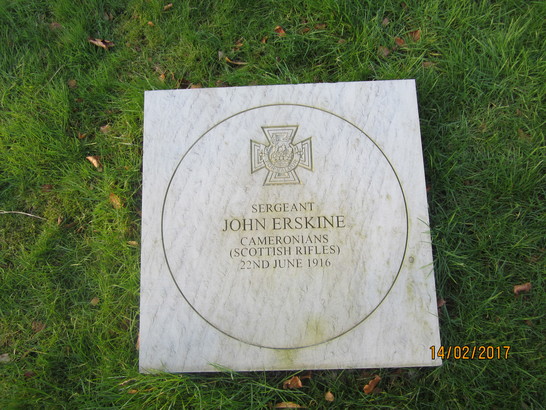 SERGEANT
JOHN ERSKINE
CAMERONIANS
(SCOTTISH RIFLES)
22ND JUNE 1916
14/02/2017